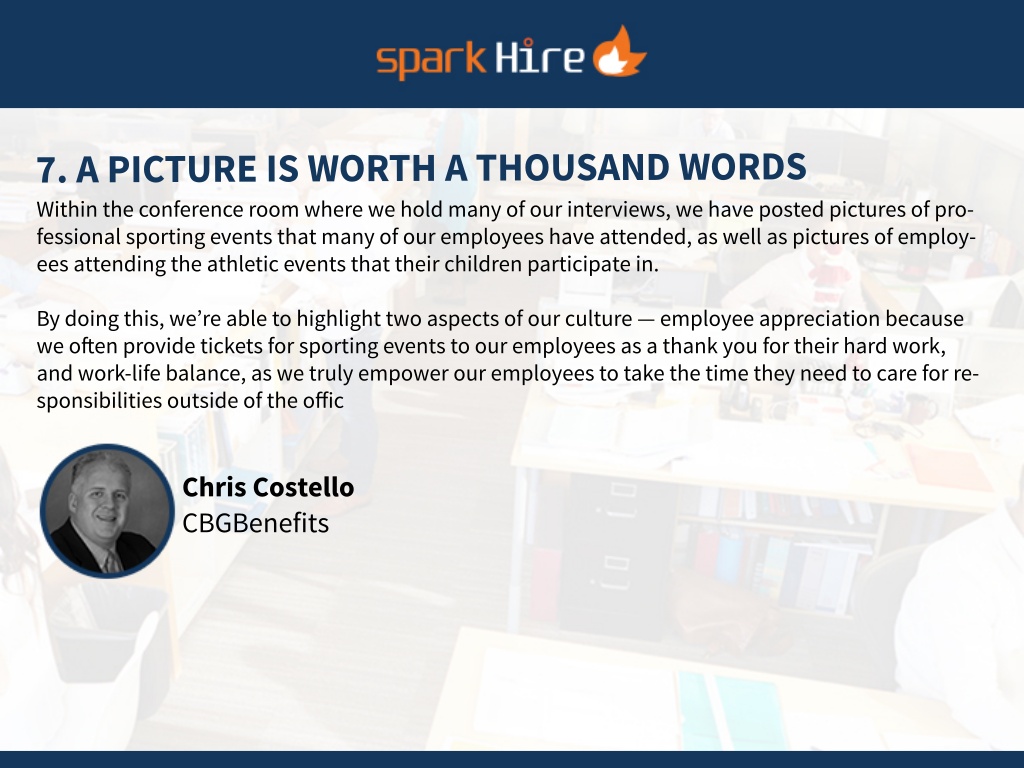 spark Hire
7. A PICTURE IS WORTH A THOUSAND WORDS
Within the conference room where we hold many of our interviews, we have posted pictures of pro-
fessional sporting events that many of our employees have attended, as well as pictures of employ-
ees attending the athletic events that their children participate in.
By doing this, we’re able to highlight two aspects of our culture — employee appreciation because
we often provide tickets for sporting events to our employees as a thank you for their hard work,
and work-life balance, as we truly empower our employees to take the time they need to care for re-
sponsibilities outside of the offic
Chris Costello
CBGBenefits